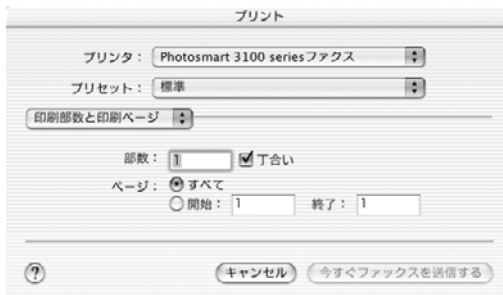 プリント
プリンタ： Photosmart 3100 seriesファクス
プリセット： 標準
印刷部数と印刷ページ
部数： 1 丁合い
ページ： すべて
開始： 1 終了： 1
? キャンセル 今すぐファックスを送信する